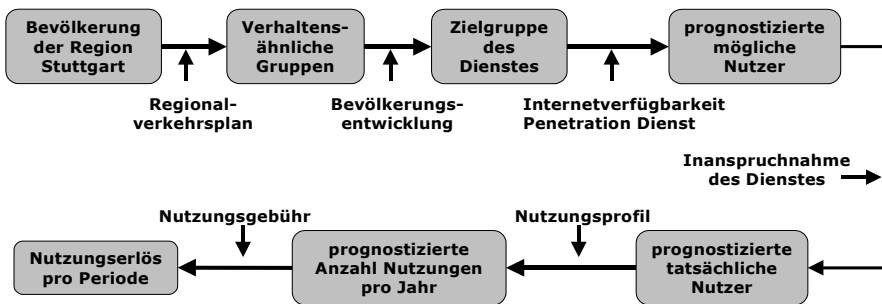 Bevölkerung
der Region
Stuttgart
Verhaltens-
ähnliche
Gruppen
Zielgruppe
des
Dienstes
prognostizierte
mögliche
Nutzer
Regional-
verkehrsplan
Bevölkerungs-
entwicklung
Internetverfügbarkeit
Penetration Dienst
Inanspruchnahme
des Dienstes
Nutzungsgebühr
Nutzungsprofil
Nutzungserlös
pro Periode
prognostizierte
Anzahl Nutzungen
pro Jahr
prognostizierte
tatsächliche
Nutzer